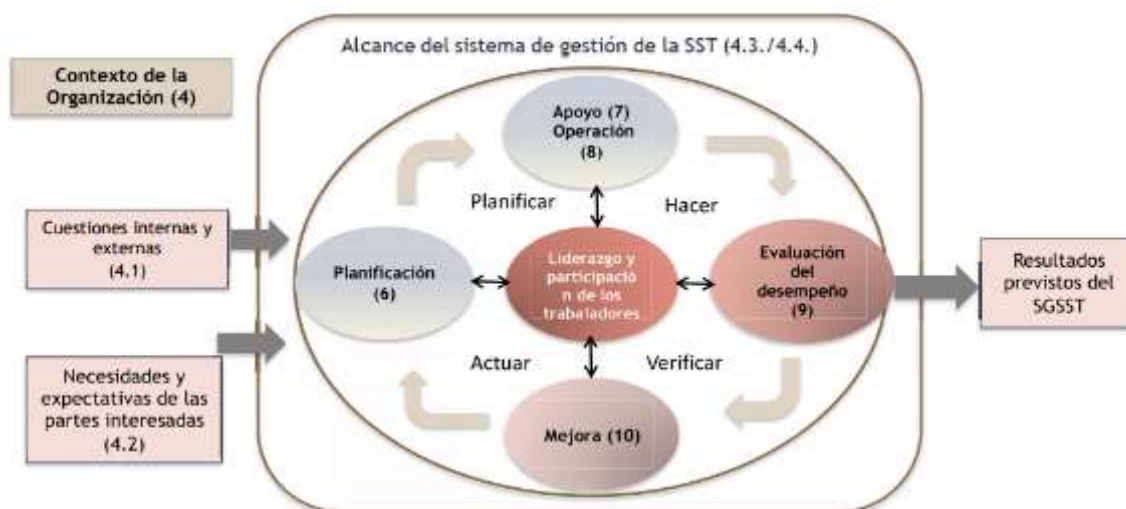 Alcance del sistema de gestión de la SST (4.3./4.4.)
Contexto de la
Organización (4)
Apoyo (7)
Operación
(8)
Planificar
Hacer
Cuestiones internas y
externas
(4.1)
Planificación
(6)
Liderazgo y
participació
n de los
trabaladores
Evaluación
del
desempeño
(9)
Resultados
previstos del
SGSST
Actuar
Verificar
Necesidades y
expectativas de las
partes interesadas
(4.2)
Mejora (10)